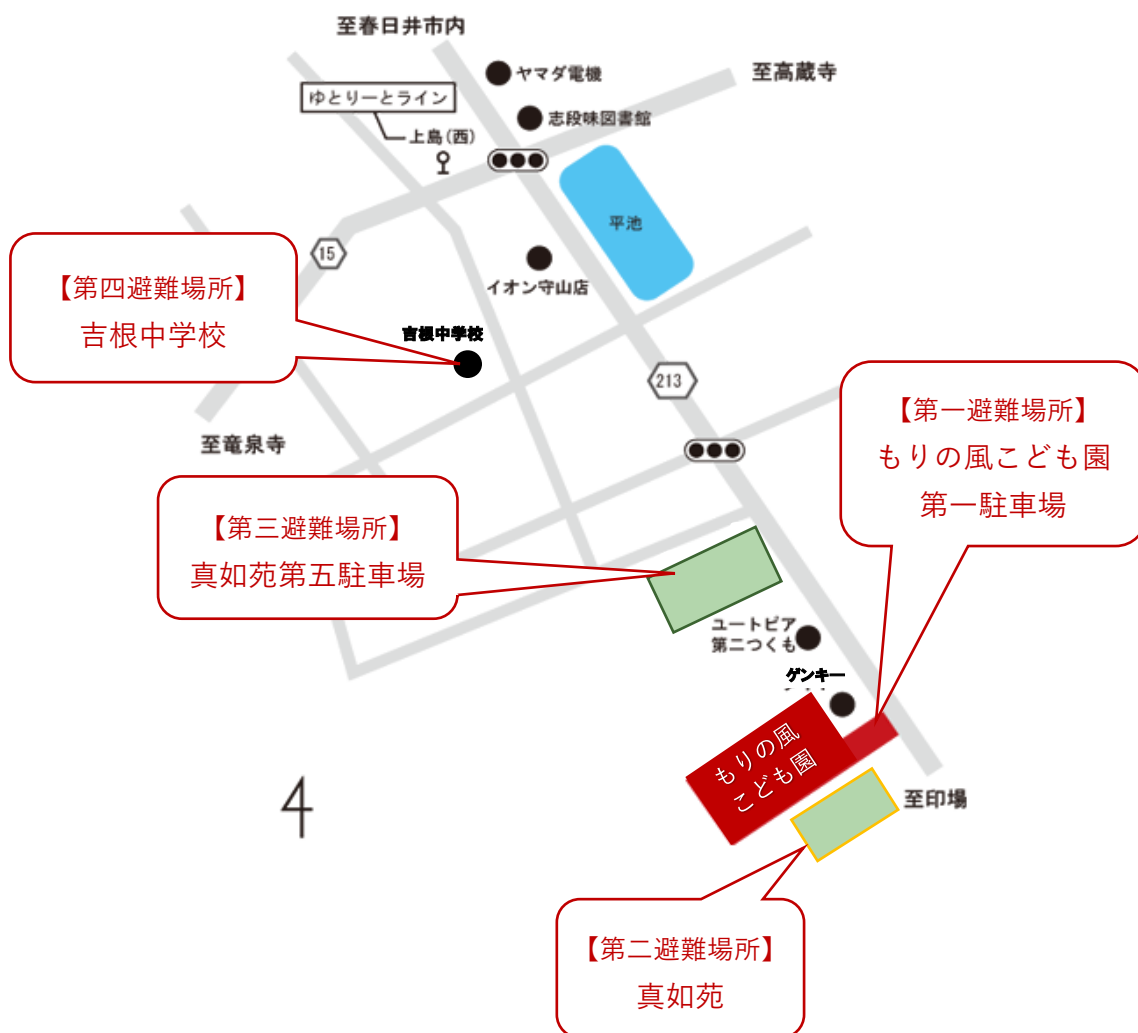 至春日井市内
ヤマダ電機
至高蔵寺
ゆとりーとライン
志段味図書館
上島(西)
平池
15
【第四避難場所】
吉根中学校
イオン守山店
吉根中学校
213
【第一避難場所】
もりの風こども園
第一駐車場
至竜泉寺
【第三避難場所】
真如苑第五駐車場
ユートピア
第二つくも
ゲンキー
もりの風
こども園
至印場
【第二避難場所】
真如苑